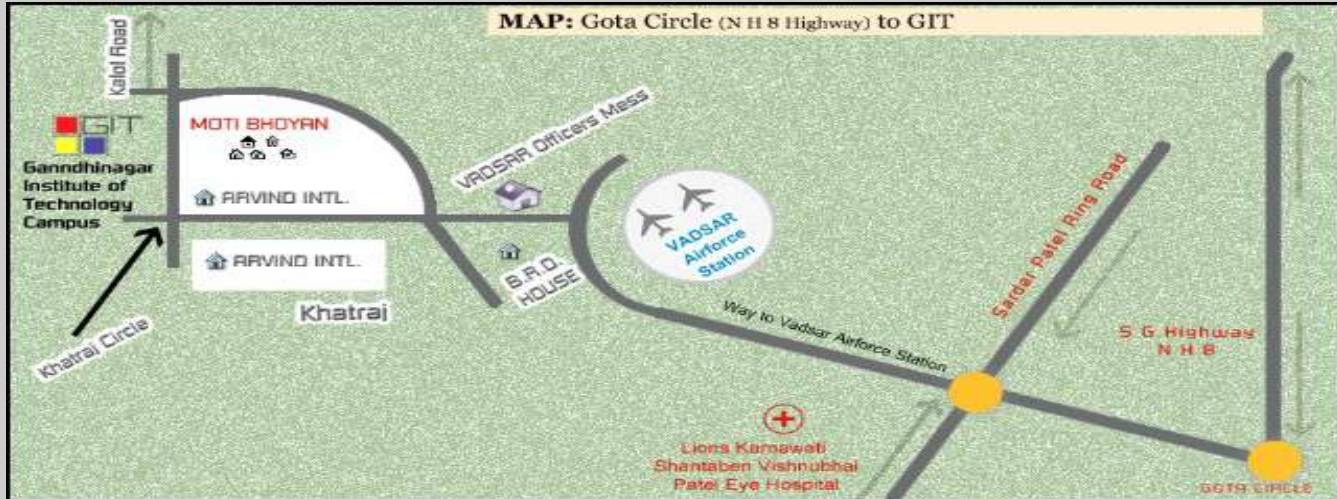 MAP: Gota Circle (N H 8 Highway) to GIT
Kalol Road
GIT
Ganndhinagar
Institute of
Technology
Campus
MOTI BHOYAN
ARVIND INTL.
ARVIND INTL.
Khatraj
Khatraj Circle
VADSAR Officers Mess
B.R.D.
HOUSE
VADSAR
Airforce
Station
Way to Vadsar Airforce Station
Sardar Patel Ring Road
S G Highway
N H 8
Lions Karnawati
Shantaben Vishnubhai
Patel Eye Hospital
GOTA CIRCLE